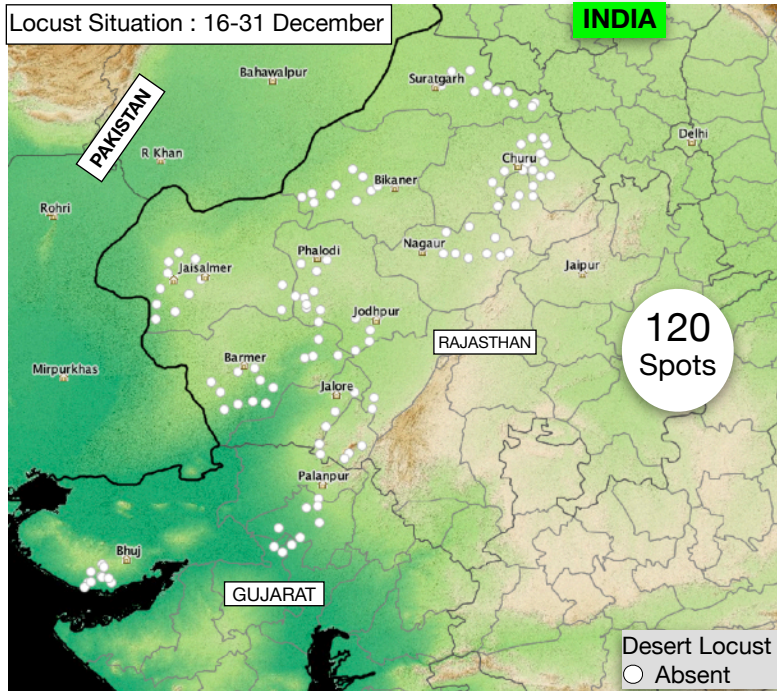 Locust Situation : 16-31 December
INDIA
Bahawalpur
Suratgarh
PAKISTAN
Delhi
R Khan
Churu
Bikaner
Rohri
Nagaur
Phalodi
Jaisalmer
Jaipur
Jodhpur
120
Spots
RAJASTHAN
Barmer
Mirpurkhas
Jalore
Palanpur
Bhuj
GUJARAT
Desert Locust
Absent